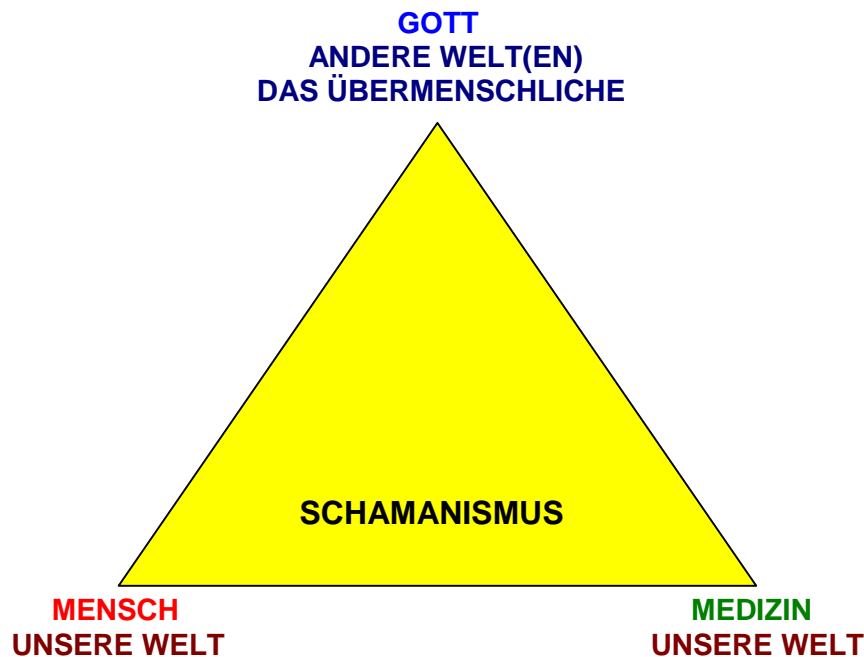 GOTT
ANDERE WELT(EN)
DAS ÜBERMENSCHLICHE
SCHAMANISMUS
MENSCH
UNSERE WELT
MEDIZIN
UNSERE WELT